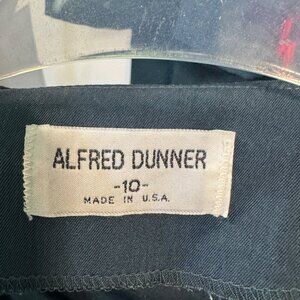 ALFRED DUNNER
-10-
MADE IN U.S.A.